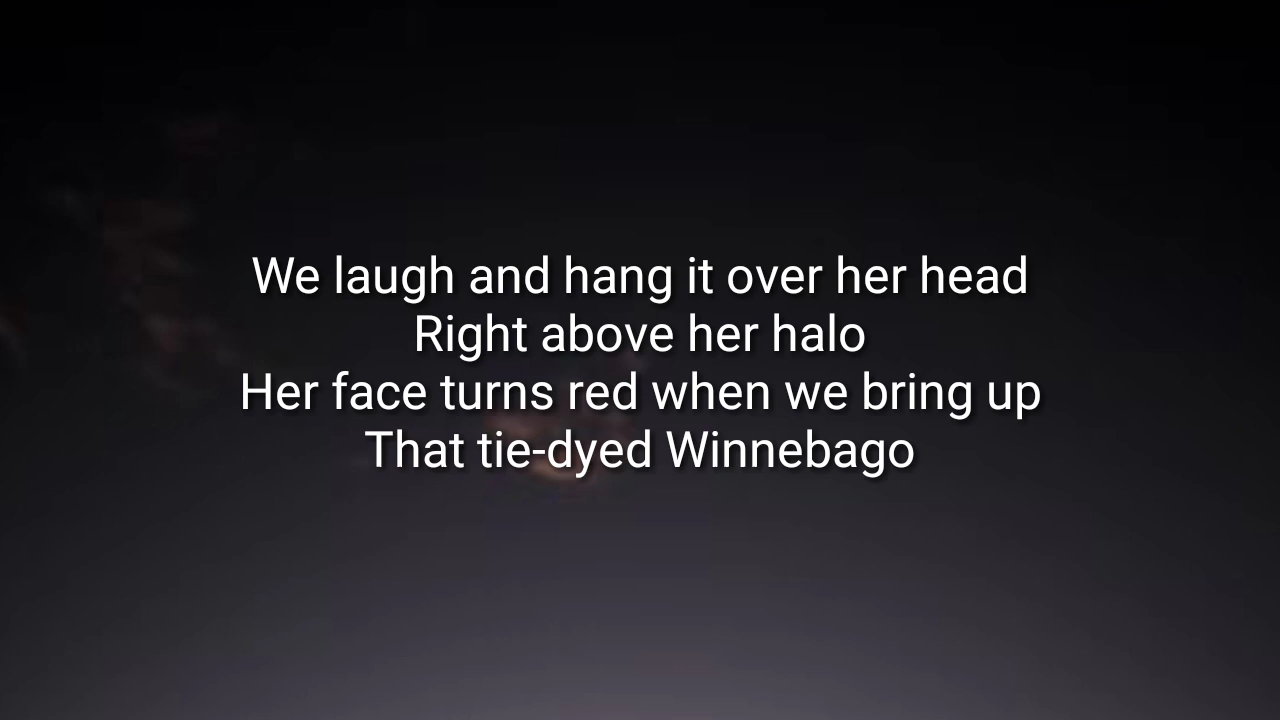 We laugh and hang it over her head
Right above her halo
Her face turns red when we bring up
That tie-dyed Winnebago